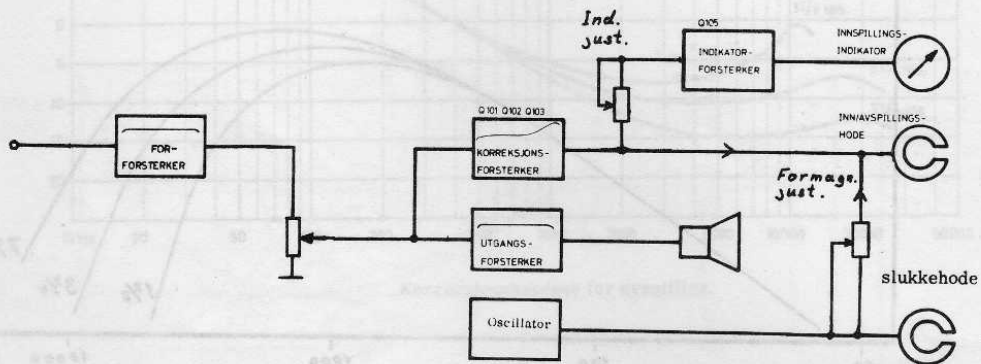 Ind.
just.
Q105
INDIKATOR-
FORSTERKER
INNSPILLINGS-
INDIKATOR
Q101 Q102 Q103
KORREKSJONS-
FORSTERKER
INN/AVSPILLINGS-
HODE
FOR-
FORSTERKER
Formagn.
just.
UTGANGS-
FORSTERKER
slukkehode
Oscillator